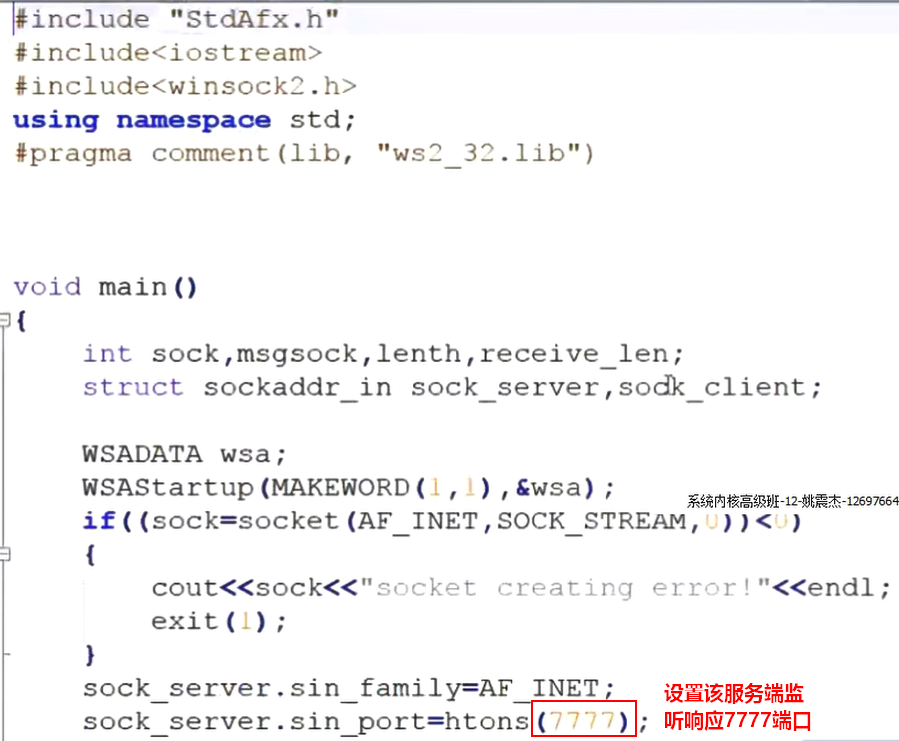 #include "StdAfx.h"
#include<iostream>
#include<winsock2.h>
using namespace std;
#pragma comment(lib, "ws2_32.lib")
void main()
{
int sock,msgsock,lenth,receive_len;
struct sockaddr_in sock_server,sock_client;
WSADATA wsa;
WSAStartup(MAKEWORD(1,1),&wsa);
系统内核高级班-12-姚震杰-12697664
if((sock=socket(AF_INET,SOCK_STREAM,0))<0)
{
cout<<sock<<"socket creating error!"<<endl;
exit(1);
}
sock_server.sin_family=AF_INET;
sock_server.sin_port=htons(7777);
设置该服务端监
听响应7777端口